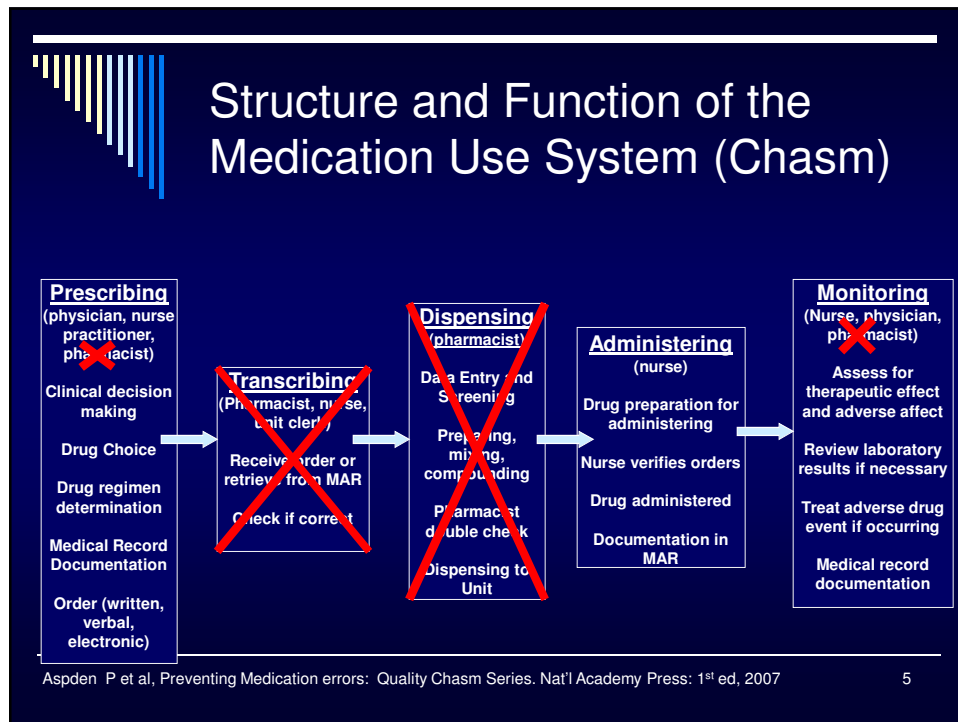 Structure and Function of the
Medication Use System (Chasm)
Prescribing
(physician, nurse
practitioner,
pharmacist)
Clinical decision
making
Drug Choice
Drug regimen
determination
Medical Record
Documentation
Order (written,
verbal,
electronic)
Transcribing
(Pharmacist, nurse,
unit clerk)
Receive order or
retrieve from MAR
Check if correct
Dispensing
(pharmacist)
Data Entry and
Screening
Preparing,
mixing,
compounding
Pharmacist
double check
Dispensing to
Unit
Administering
(nurse)
Drug preparation for
administering
Nurse verifies orders
Drug administered
Documentation in
MAR
Monitoring
(Nurse, physician,
pharmacist)
Assess for
therapeutic effect
and adverse affect
Review laboratory
results if necessary
Treat adverse drug
event if occurring
Medical record
documentation
Aspden P et al, Preventing Medication errors: Quality Chasm Series. Nat'l Academy Press: 1st ed, 2007 5